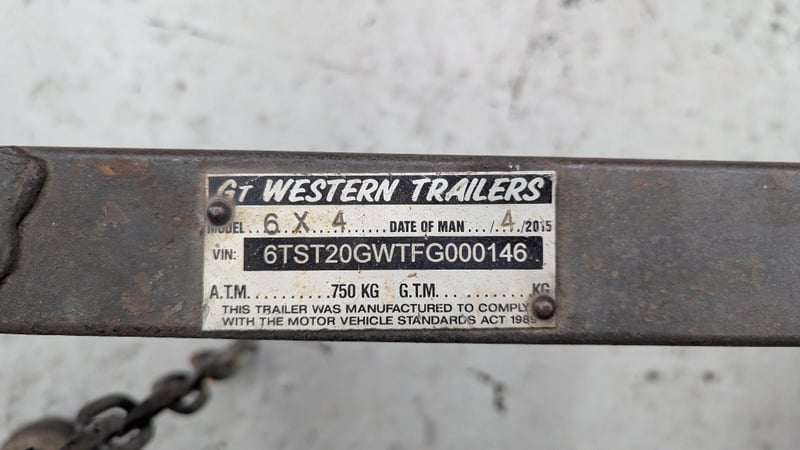 GT WESTERN TRAILERS
MODEL..6 X 4......DATE OF MAN .../.4./2015
VIN: 6TST20GWTFG000146
A.T.M..........750 KG G.T.M............KG
THIS TRAILER WAS MANUFACTURED TO COMPLY
WITH THE MOTOR VEHICLE STANDARDS ACT 1989